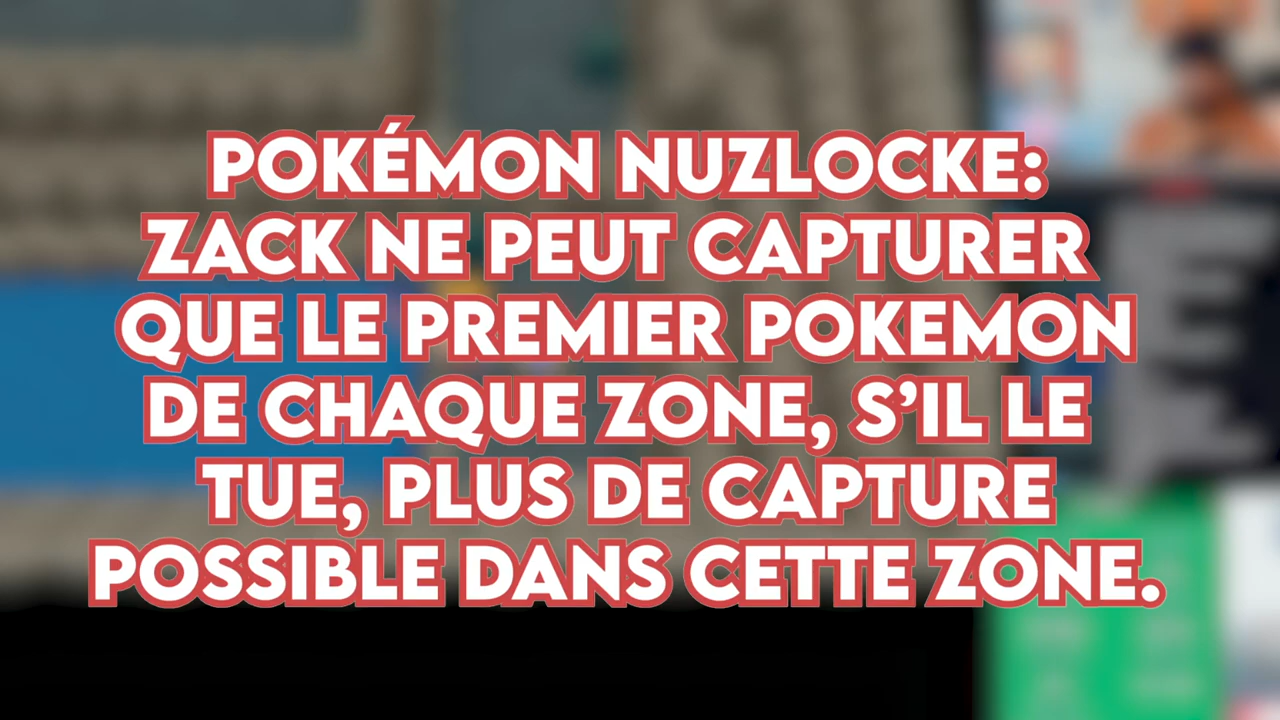 POKÉMON NUZLOCKE:
ZACK NE PEUT CAPTURER
QUE LE PREMIER POKEMON
DE CHAQUE ZONE, S’IL LE
TUE, PLUS DE CAPTURE
POSSIBLE DANS CETTE ZONE.